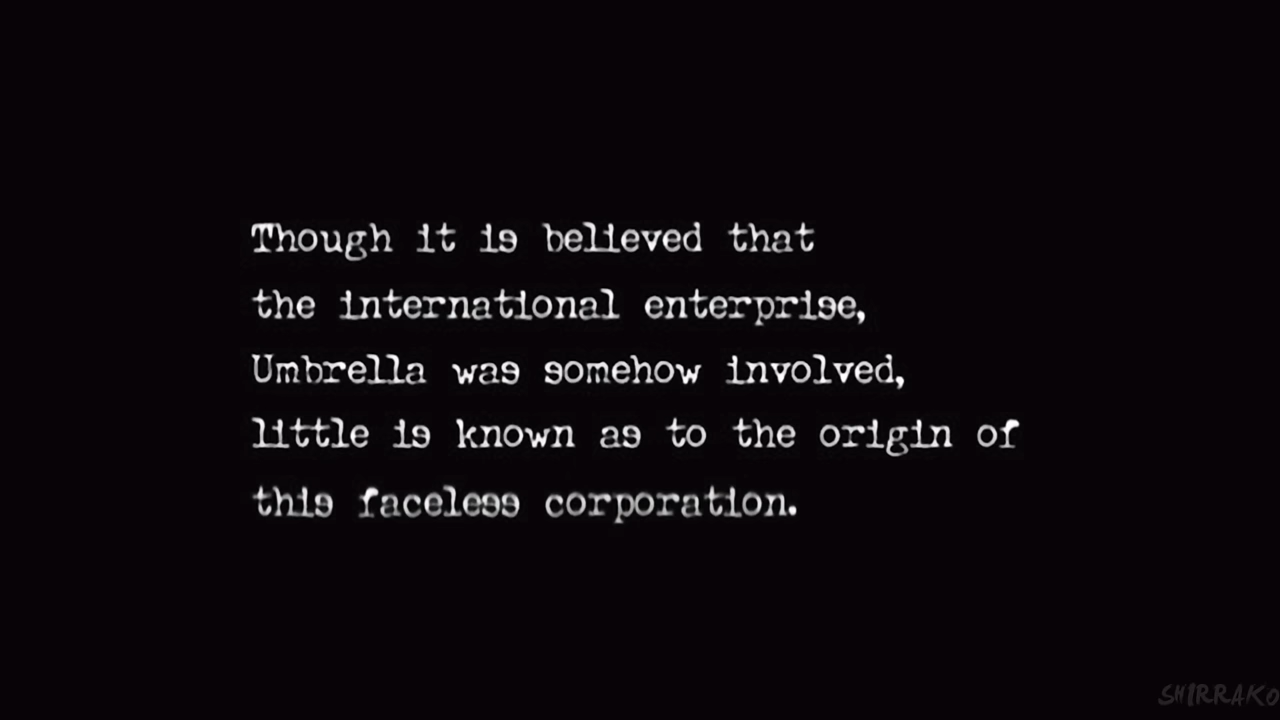 Though it is believed that
the international enterprise,
Umbrella was somehow involved,
little is known as to the origin of
this faceless corporation.
SHIRRAKO